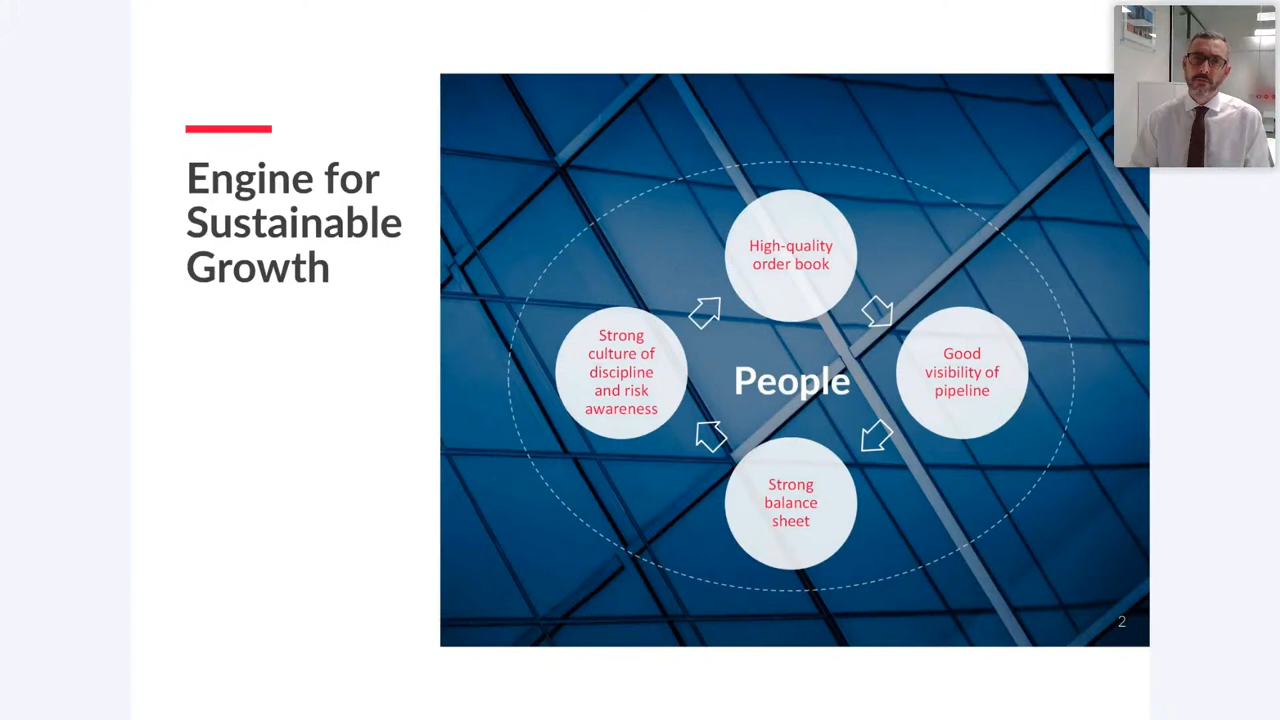 Engine for
Sustainable
Growth
High-quality
order book
Good
visibility of
pipeline
Strong
balance
sheet
Strong
culture of
discipline
and risk
awareness
People
2